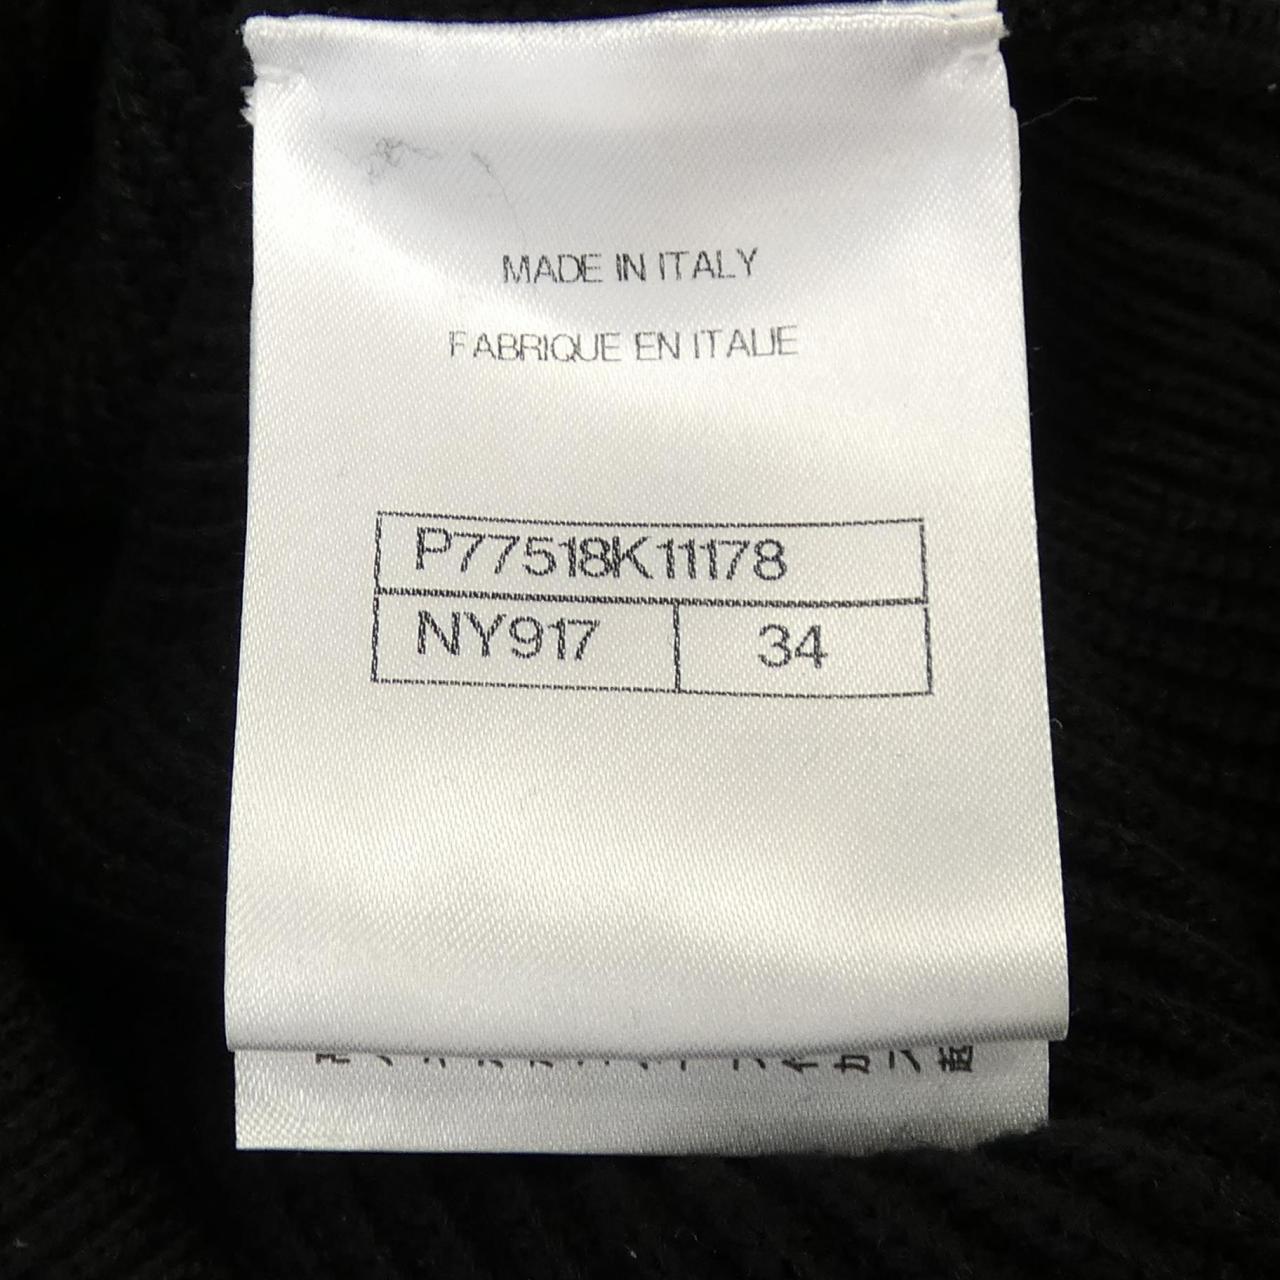 MADE IN ITALY
FABRIQUE EN ITALIE
P77518K11178
NY917 34